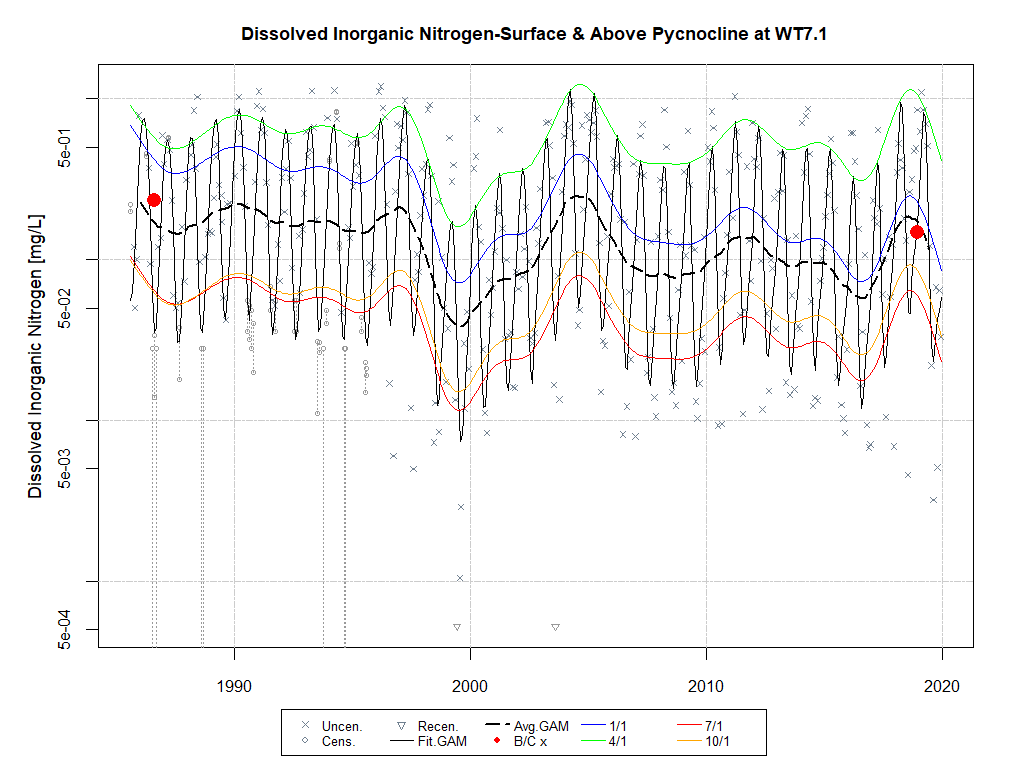 Dissolved Inorganic Nitrogen-Surface & Above Pycnocline at WT7.1
Dissolved Inorganic Nitrogen [mg/L]
5e-01
5e-02
5e-03
5e-04
1990 2000 2010 2020
Uncen. Recen. Avg.GAM 1/1 7/1
Cens. Fit.GAM B/C x 4/1 10/1